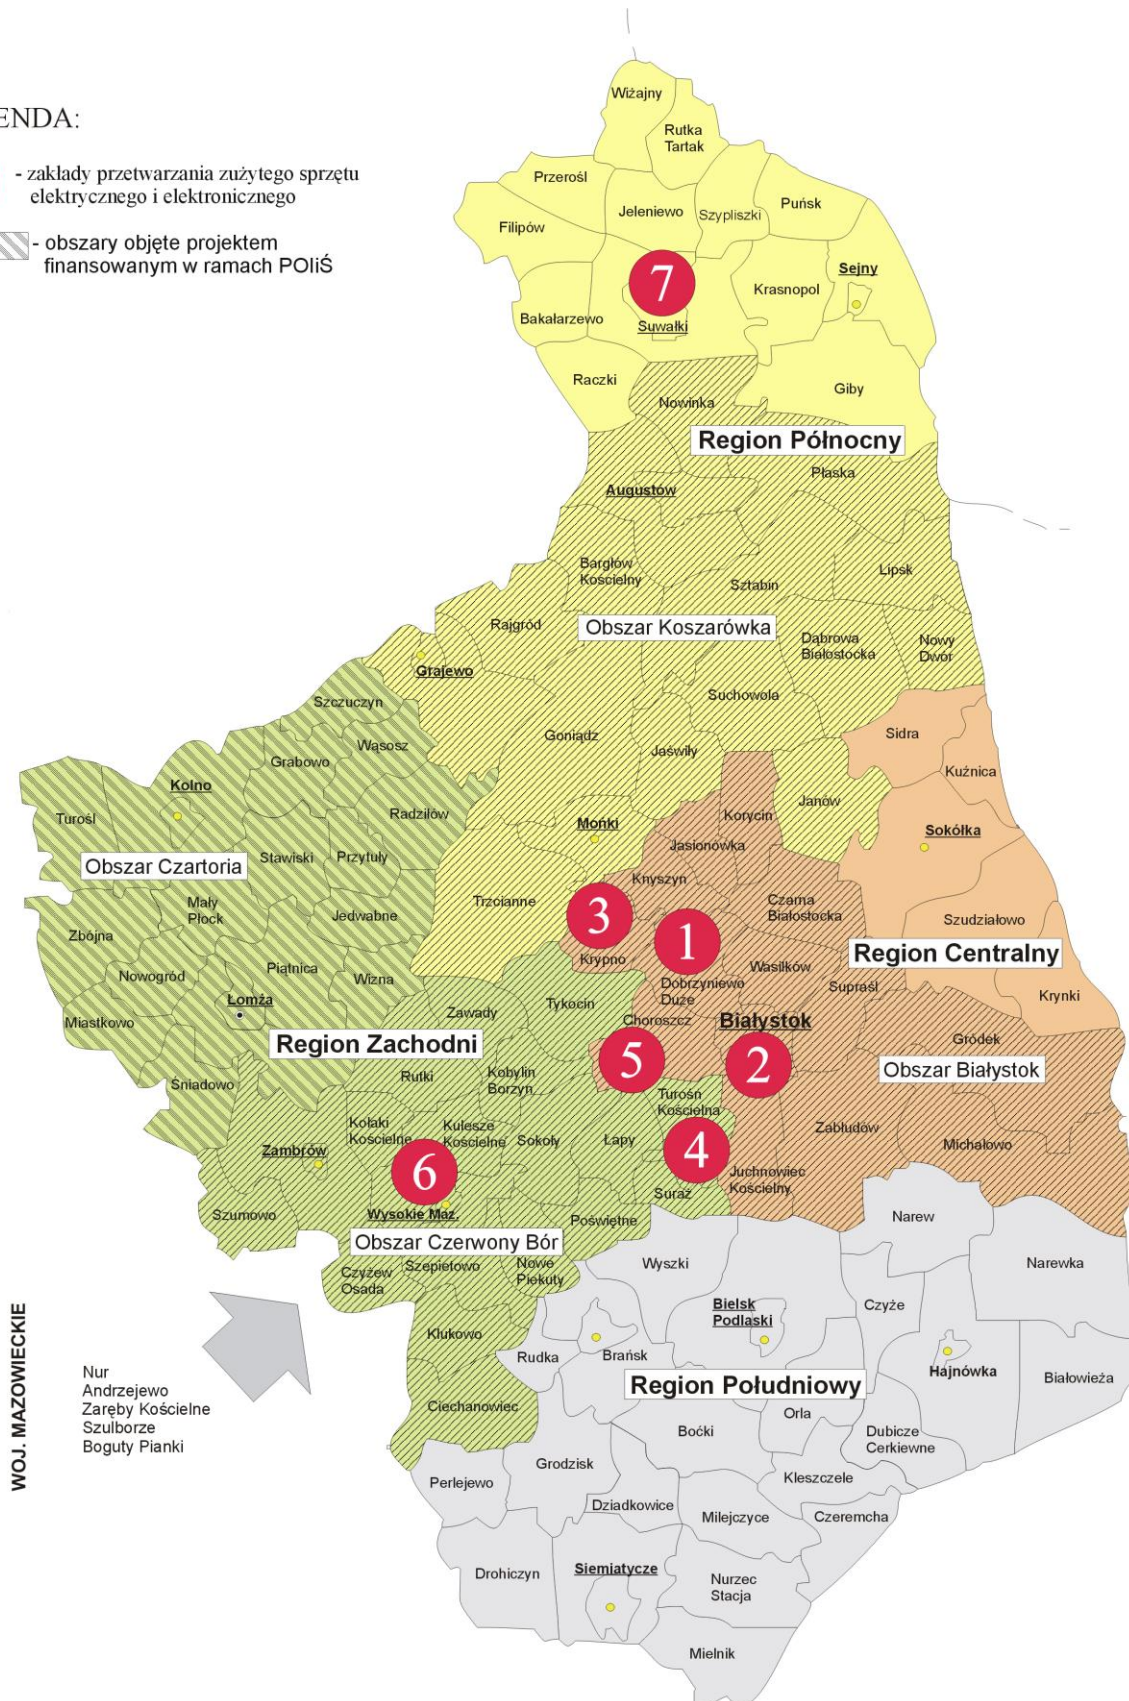 ENDA:
- zakłady przetwarzania zużytego sprzętu
elektrycznego i elektronicznego
- obszary objęte projektem
finansowanym w ramach POIiŚ
Wiżajny
Rutka
Tartak
Przerośl
Jeleniewo
Szypliszki
Puńsk
Filipów
7
Krasnopol
Sejny
Bakałarzewo
Suwałki
Raczki
Giby
Nowinka
Region Północny
Płaska
Augustów
Bargłów
Kościelny
Sztabin
Lipsk
Rajgród
Obszar Koszarówka
Dąbrowa
Białostocka
Nowy
Dwór
Grajewo
Szczuczyn
Suchowola
Wąsosz
Goniądz
Jaświły
Sidra
Grabowo
Kuźnica
Kolno
Radziłów
Janów
Turośl
Korycin
Mońki
Sokółka
Obszar Czartoria
Stawiski
Przytuły
Jasionówka
Knyszyn
Mały
Płock
Trzcianne
Czarna
Białostocka
Jedwabne
3
1
Szudziałowo
Zbójna
Region Centralny
Nowogród
Piątnica
Wizna
Krypno
Wasilków
Dobrzyniewo
Duże
Supraśl
Krynki
Łomża
Tykocin
Zawady
Miastkowo
Choroszcz
Białystok
Region Zachodni
Gródek
5
2
Obszar Białystok
Śniadowo
Rutki
Kobylin
Borzyn
Turośń
Kościelna
Kołaki
Kościelne
Kulesze
Kościelne
Sokoły
Łapy
Zabłudów
Michałowo
Zambrów
4
6
Juchnowiec
Kościelny
Suraż
Szumowo
Wysokie Maz.
Poświętne
Narew
Obszar Czerwony Bór
Wyszki
Narewka
Czyżew
Osada
Szepietowo
Nowe
Piekuty
Bielsk
Podlaski
Czyże
Klukowo
Rudka
Brańsk
Hajnówka
Białowieża
WOJ. MAZOWIECKIE
Nur
Andrzejewo
Zaręby Kościelne
Szulborze
Boguty Pianki
Region Południowy
Ciechanowiec
Orla
Boćki
Dubicze
Cerkiewne
Grodzisk
Perlejewo
Kleszczele
Dziadkowice
Milejczyce
Czeremcha
Drohiczyn
Siemiatycze
Nurzec
Stacja
Mielnik